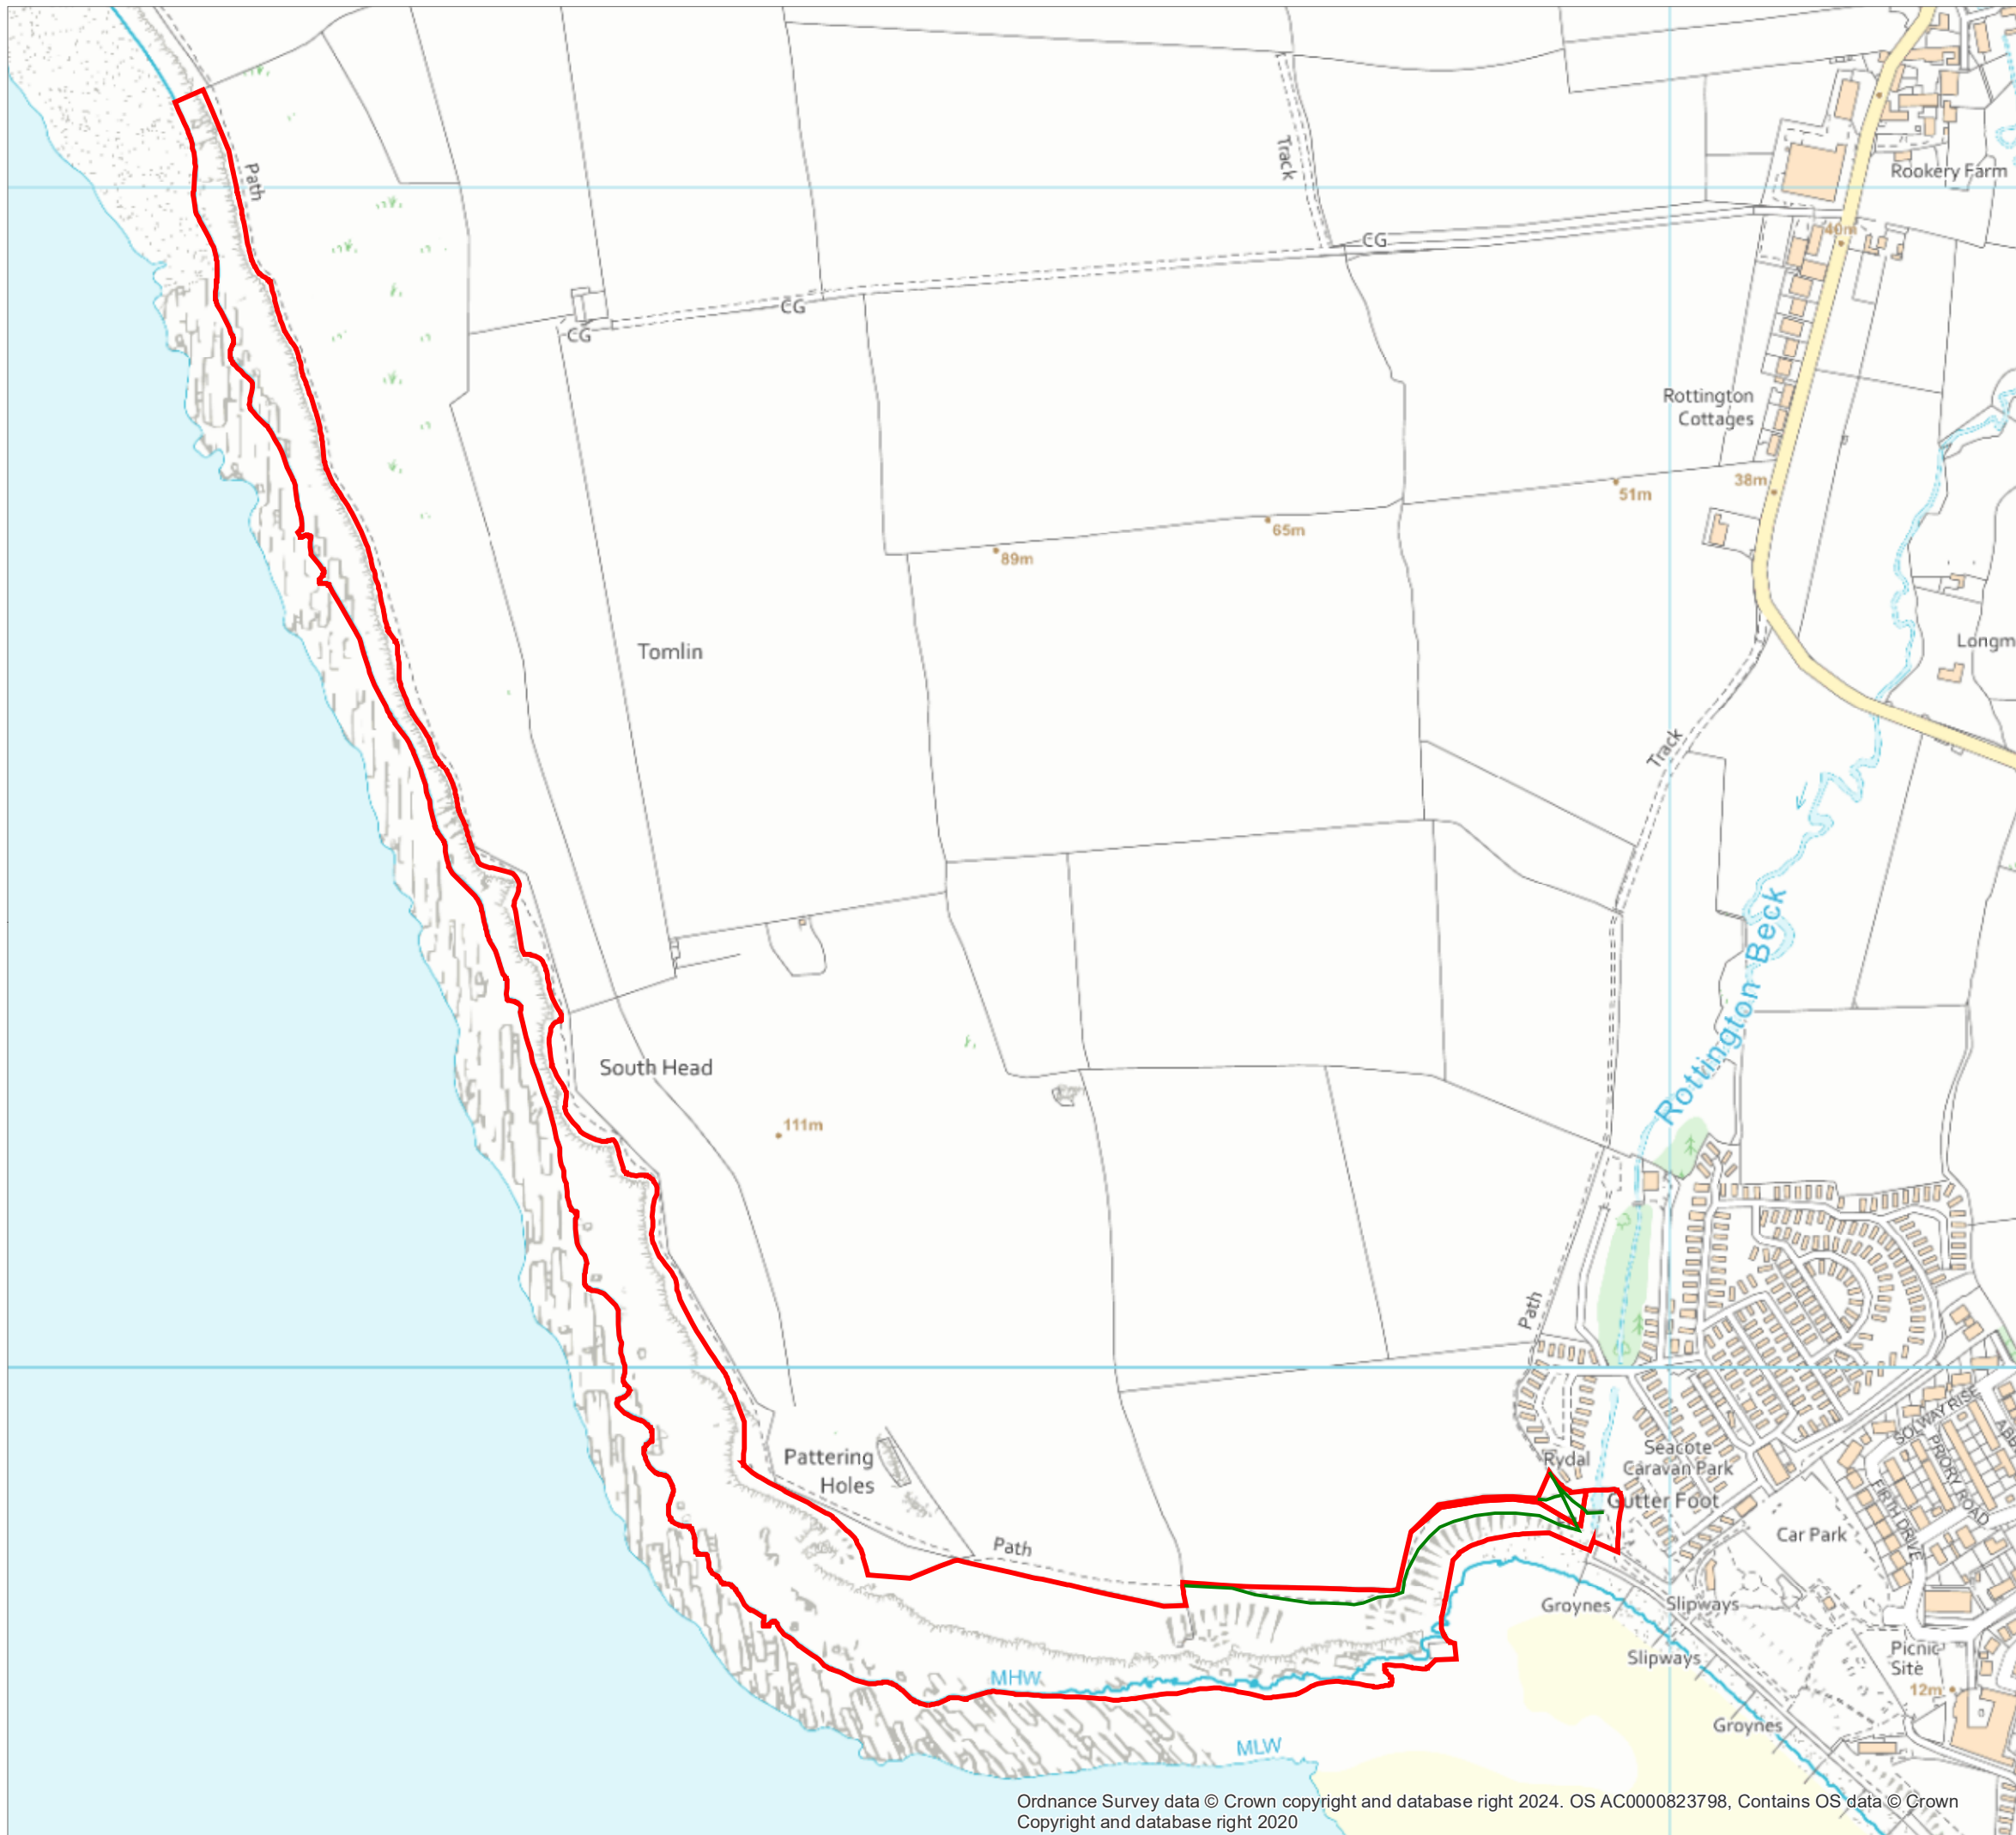 Path
Track
Rookery Farm
CG
40m
CG
CG
Rottington
Cottages
38m
51m
65m
89m
Tomlin
Track
Rottington Beck
South Head
111m
Path
SOLWAY RISE
Pattering
Holes
Rydal
Seacote
Caravan Park
PRIORY ROAD
Gutter Foot
FIRTH DRIVE
Car Park
Path
Groynes
Slipways
Slipways
Picnic
Site
MHW
12m
Groynes
MLW
Ordnance Survey data © Crown copyright and database right 2024. OS AC0000823798, Contains OS data © Crown
Copyright and database right 2020